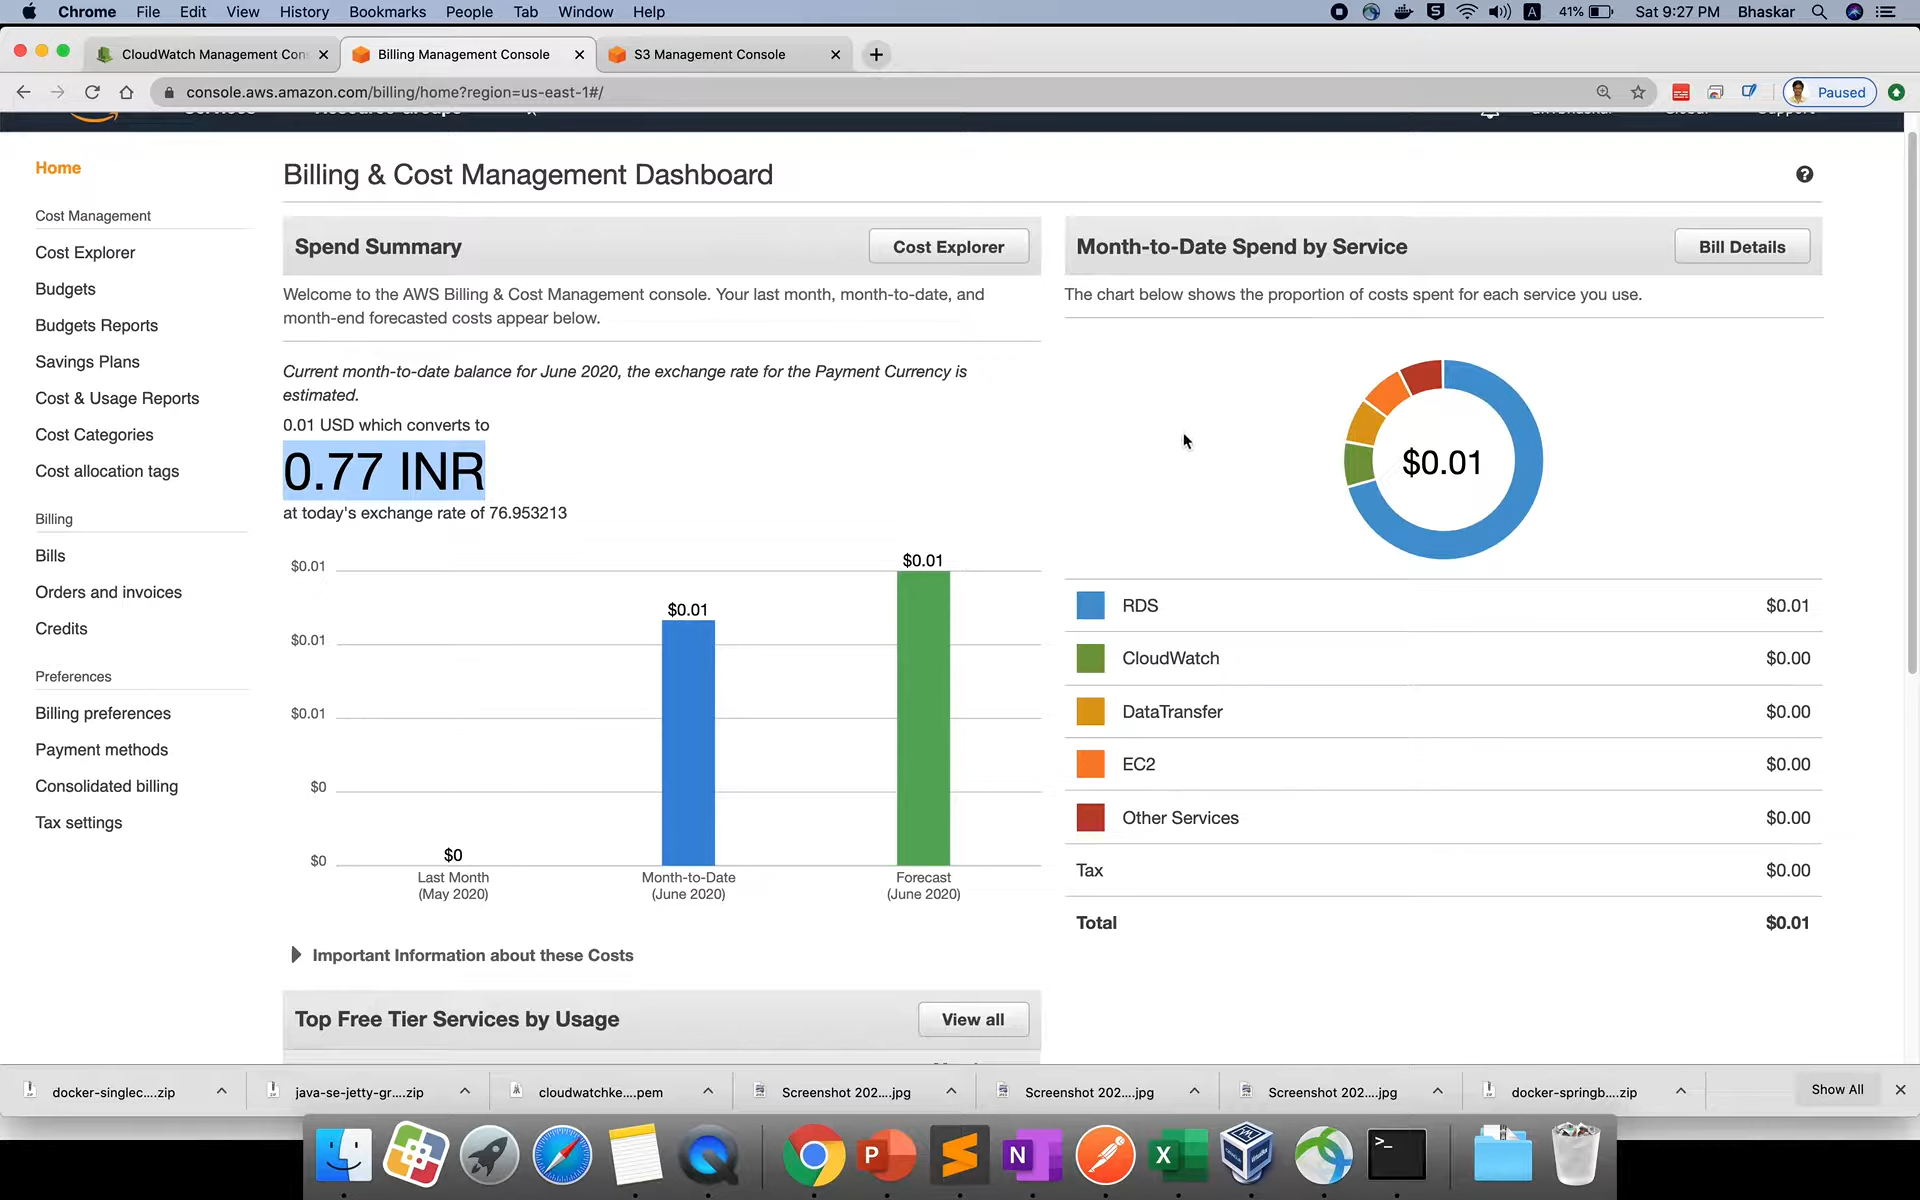 Chrome File Edit View History Bookmarks People Tab Window Help
A 41% Sat 9:27 PM Bhaskar
CloudWatch Management Con
Billing Management Console
S3 Management Console
console.aws.amazon.com/billing/home?region=us-east-1#/
Paused
Home
Cost Management
Cost Explorer
Budgets
Budgets Reports
Savings Plans
Cost & Usage Reports
Cost Categories
Cost allocation tags
Billing
Bills
Orders and invoices
Credits
Preferences
Billing preferences
Payment methods
Consolidated billing
Tax settings
Billing & Cost Management Dashboard
Spend Summary
Cost Explorer
Welcome to the AWS Billing & Cost Management console. Your last month, month-to-date, and
month-end forecasted costs appear below.
Current month-to-date balance for June 2020, the exchange rate for the Payment Currency is
estimated.
0.01 USD which converts to
0.77 INR
at today's exchange rate of 76.953213
$0.01
$0.01
$0.01
$0
$0
$0
$0.01
$0.01
Last Month
(May 2020)
Month-to-Date
(June 2020)
Forecast
(June 2020)
Important Information about these Costs
Top Free Tier Services by Usage
View all
Month-to-Date Spend by Service
Bill Details
The chart below shows the proportion of costs spent for each service you use.
$0.01
RDS $0.01
CloudWatch $0.00
DataTransfer $0.00
EC2 $0.00
Other Services $0.00
Tax $0.00
Total $0.01
docker-singlec....zip
java-se-jetty-gr....zip
cloudwatchke....pem
Screenshot 202....jpg
Screenshot 202....jpg
Screenshot 202....jpg
docker-springb....zip
Show All